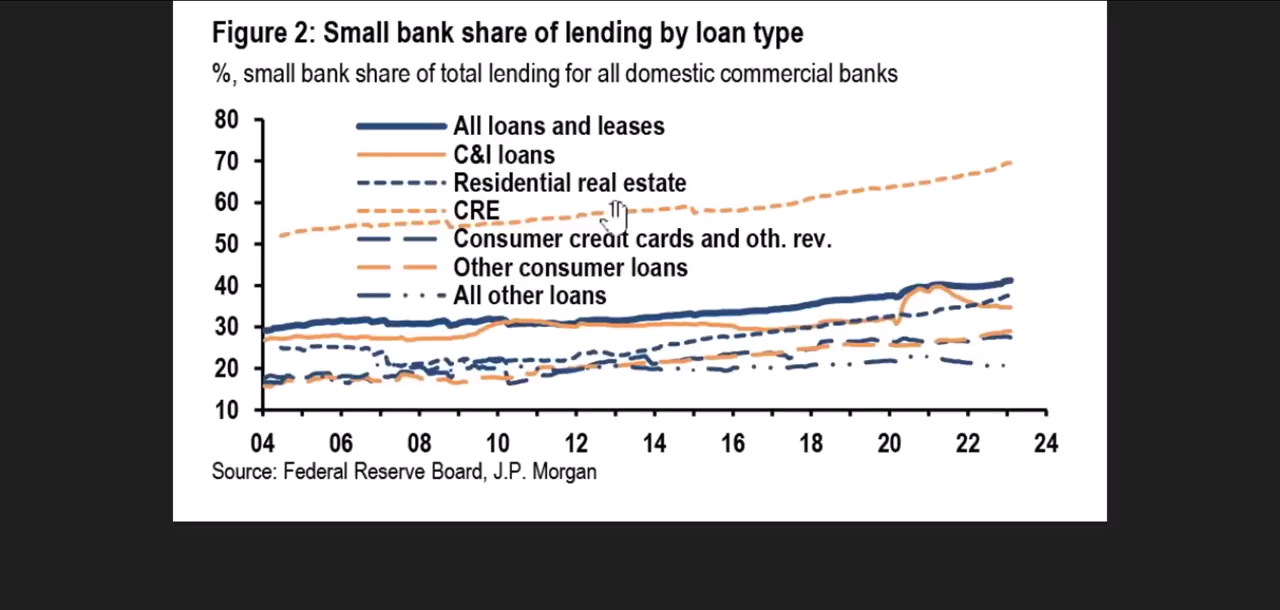 Figure 2: Small bank share of lending by loan type
%, small bank share of total lending for all domestic commercial banks
80
70
60
50
40
30
20
10
All loans and leases
C&I loans
Residential real estate
CRE
Consumer credit cards and oth. rev.
Other consumer loans
All other loans
04 06 08 10 12 14 16 18 20 22 24
Source: Federal Reserve Board, J.P. Morgan